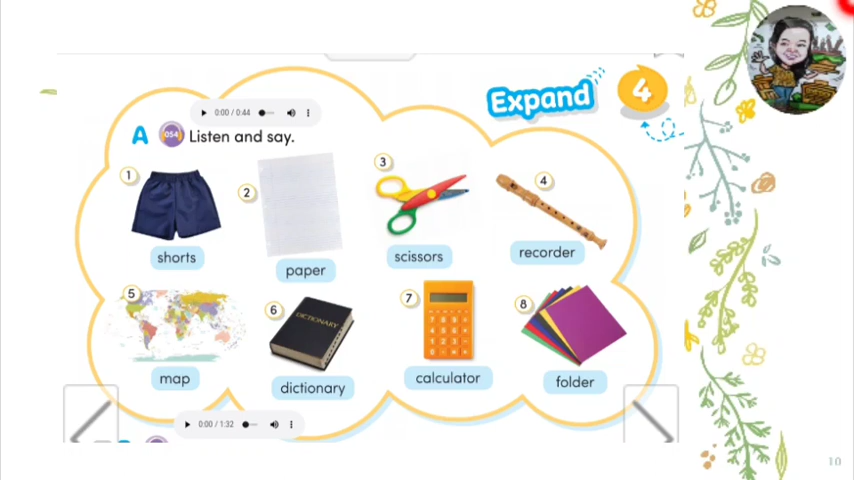 Expand 4
0:00 / 0:44
A 054 Listen and say.
1
2
3
4
shorts
paper
scissors
recorder
5
6
DICTIONARY
7
8
map
dictionary
calculator
folder
0:00 / 1:32
10